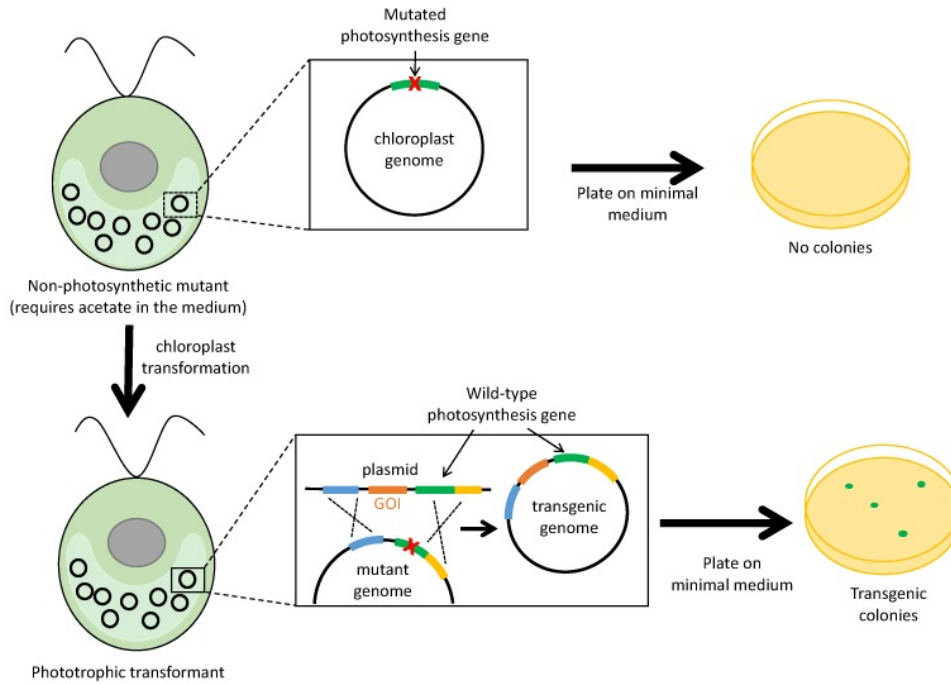 Mutated
photosynthesis gene
chloroplast
genome
Plate on minimal
medium
No colonies
Non-photosynthetic mutant
(requires acetate in the medium)
chloroplast
transformation
Wild-type
photosynthesis gene
plasmid
GOI
mutant
genome
transgenic
genome
Plate on
minimal medium
Transgenic
colonies
Phototrophic transformant